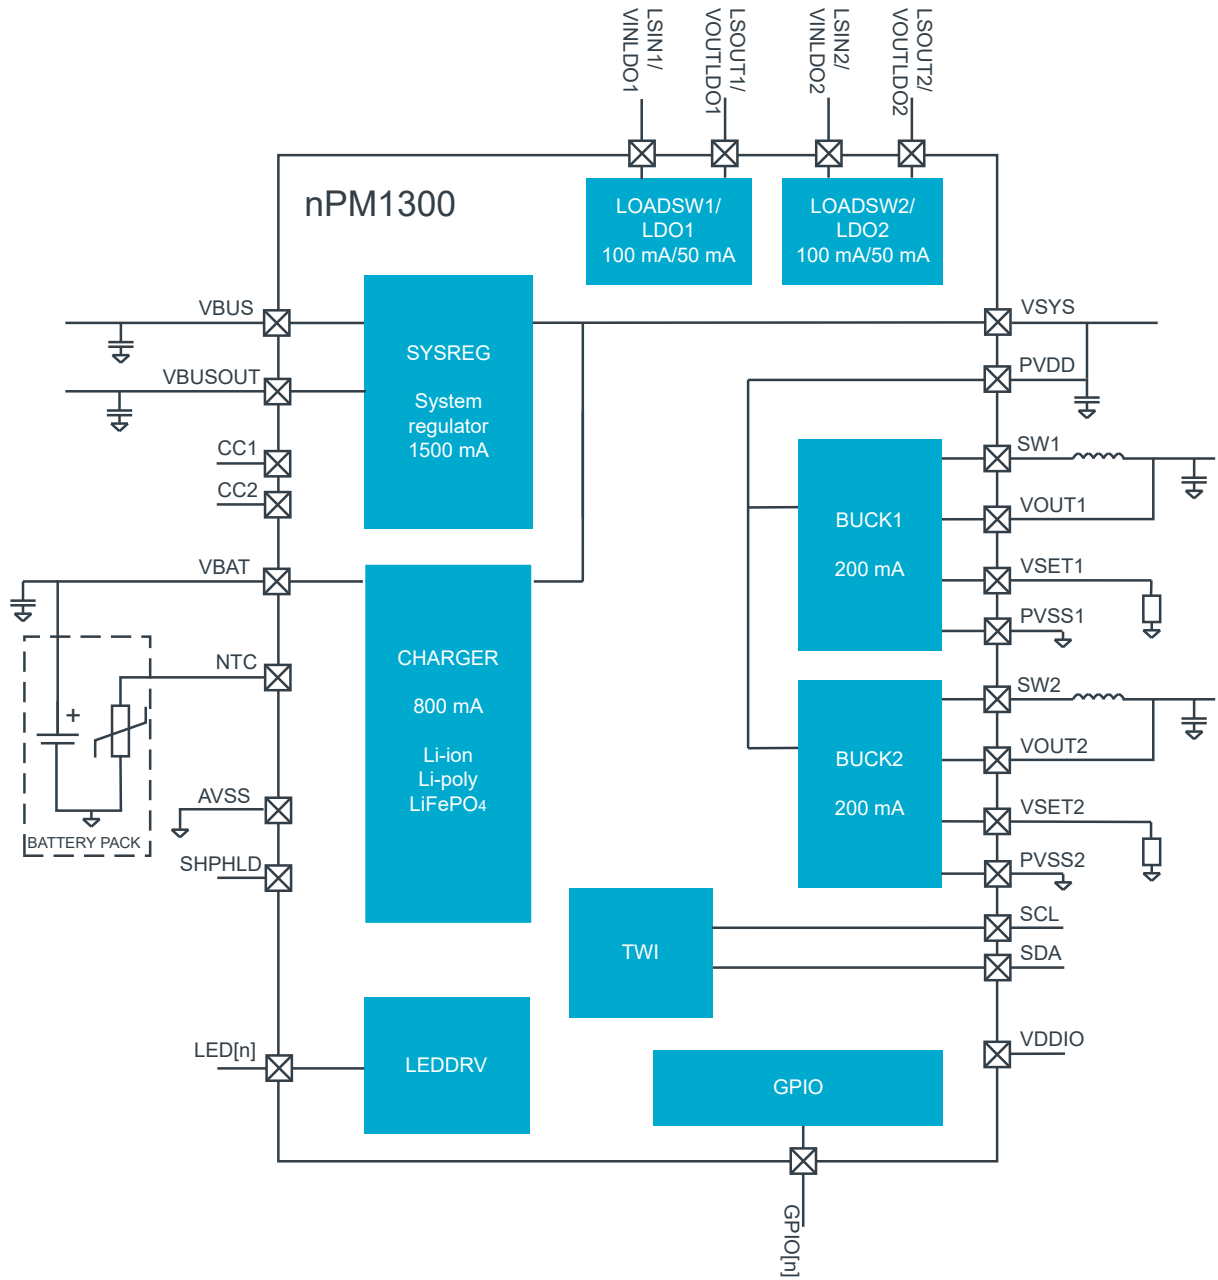 LSIN1/
VINLDO1
LSOUT1/
VOUTLDO1
LSIN2/
VINLDO2
LSOUT2/
VOUTLDO2
nPM1300
LOADSW1/
LDO1
100 mA/50 mA
LOADSW2/
LDO2
100 mA/50 mA
VBUS
VBUSOUT
CC1
CC2
SYSREG
System
regulator
1500 mA
VSYS
PVDD
SW1
VOUT1
VSET1
PVSS1
BUCK1
200 mA
VBAT
NTC
+
AVSS
BATTERY PACK
SHPHLD
CHARGER
800 mA
Li-ion
Li-poly
LiFePO4
BUCK2
200 mA
SW2
VOUT2
VSET2
PVSS2
TWI
SCL
SDA
LED[n]
LEDDRV
VDDIO
GPIO
GPIO[n]